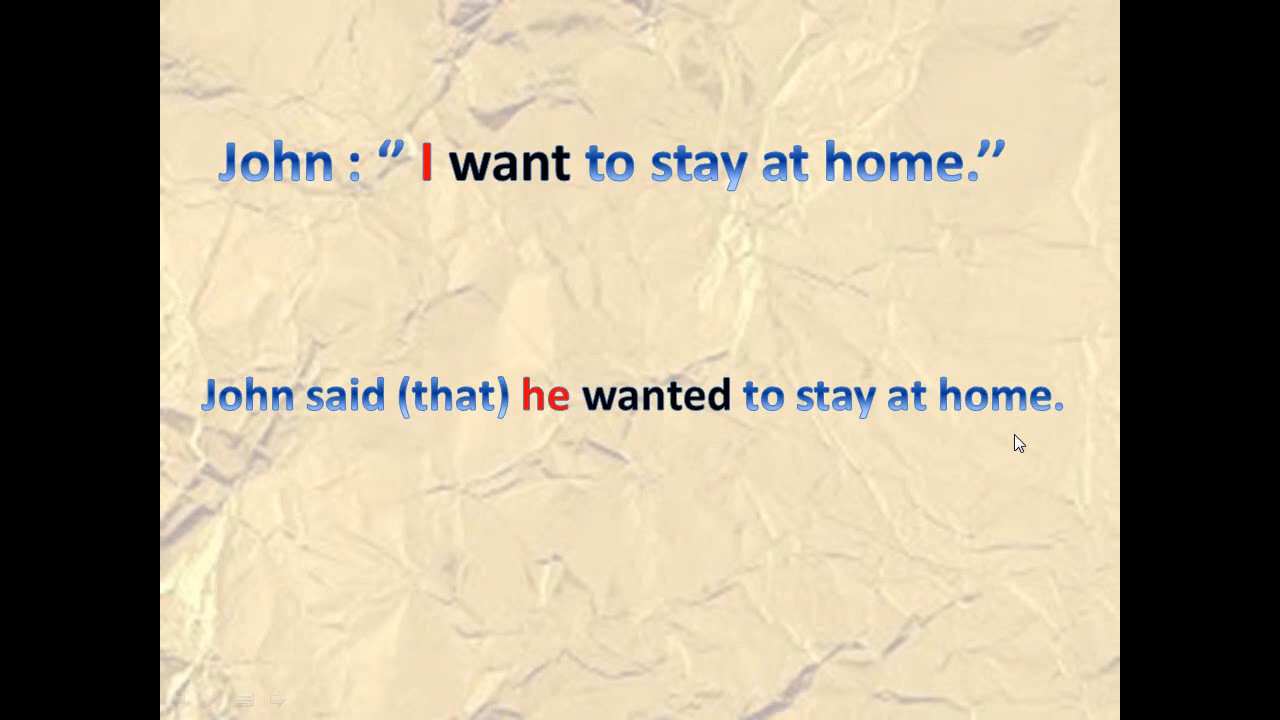 John : “ I want to stay at home.”
John said (that) he wanted to stay at home.